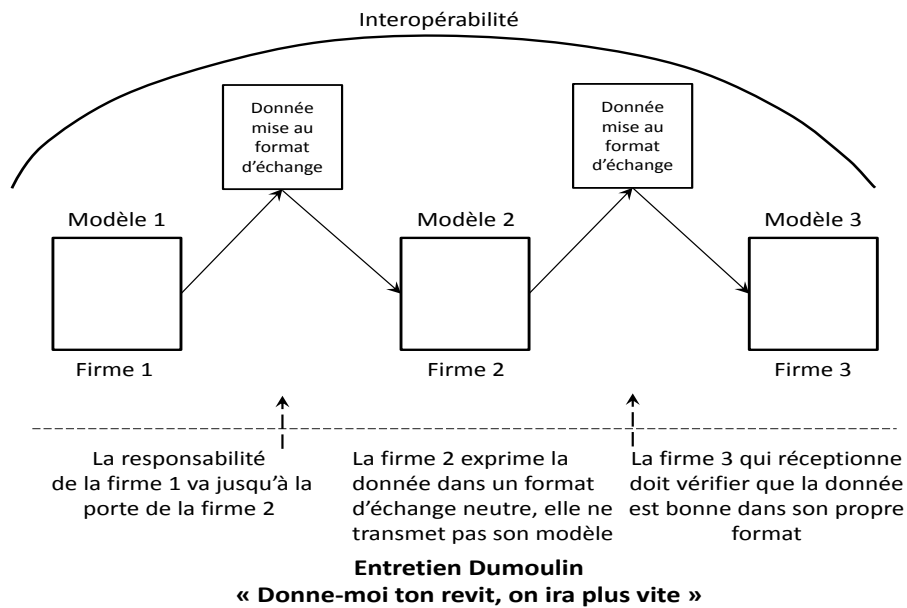 Interopérabilité
Donnée
mise au
format
d'échange
Donnée
mise au
format
d'échange
Modèle 1
Modèle 2
Modèle 3
Firme 1
Firme 2
Firme 3
La responsabilité
de la firme 1 va jusqu'à la
porte de la firme 2
La firme 2 exprime la
donnée dans un format
d'échange neutre, elle ne
transmet pas son modèle
La firme 3 qui réceptionne
doit vérifier que la donnée
est bonne dans son propre
format
Entretien Dumoulin
« Donne-moi ton revit, on ira plus vite »